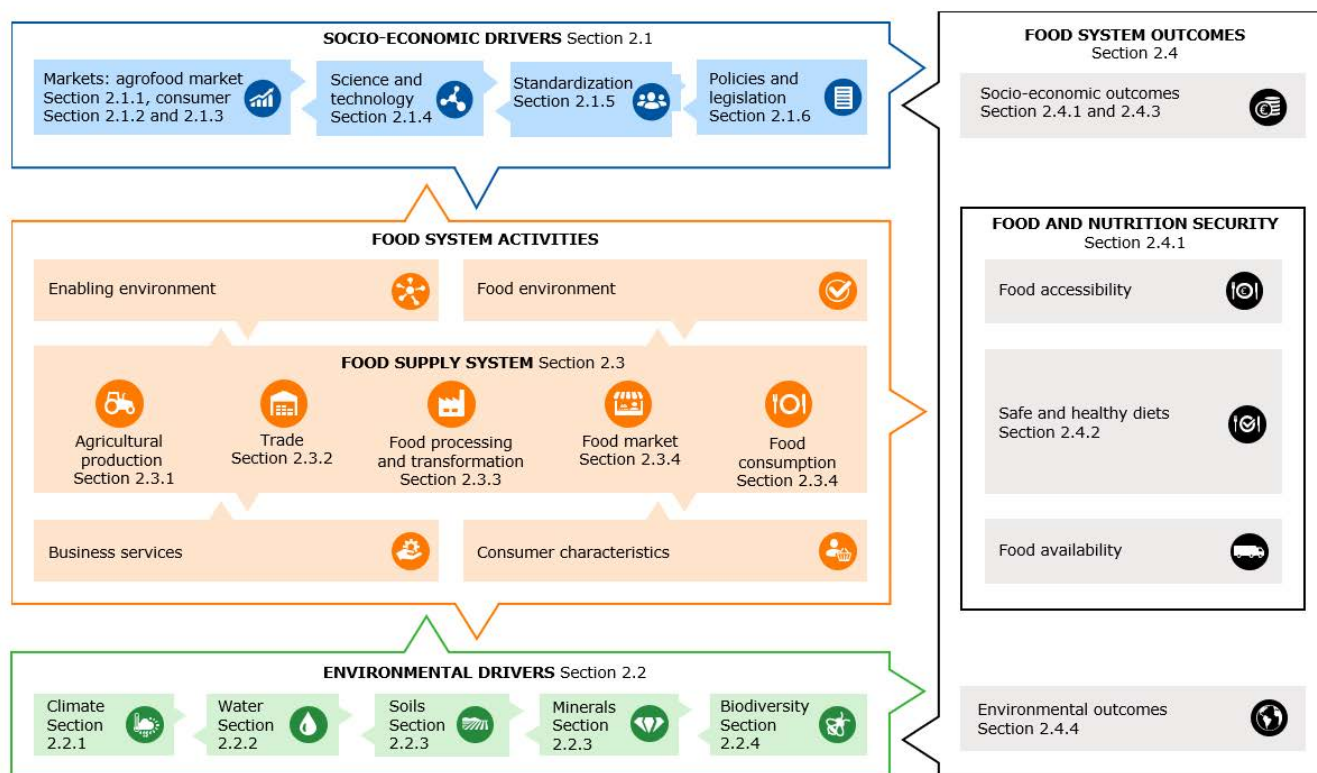 SOCIO-ECONOMIC DRIVERS Section 2.1
Markets: agrofood market
Section 2.1.1, consumer
Section 2.1.2 and 2.1.3
Science and
technology
Section 2.1.4
Standardization
Section 2.1.5
Policies and
legislation
Section 2.1.6
FOOD SYSTEM ACTIVITIES
Enabling environment
Food environment
FOOD SUPPLY SYSTEM Section 2.3
Agricultural
production
Section 2.3.1
Trade
Section 2.3.2
Food processing
and transformation
Section 2.3.3
Food market
Section 2.3.4
Food
consumption
Section 2.3.4
Business services
Consumer characteristics
ENVIRONMENTAL DRIVERS Section 2.2
Climate
Section
2.2.1
Water
Section
2.2.2
Soils
Section
2.2.3
Minerals
Section
2.2.3
Biodiversity
Section
2.2.4
FOOD SYSTEM OUTCOMES
Section 2.4
Socio-economic outcomes
Section 2.4.1 and 2.4.3
€
FOOD AND NUTRITION SECURITY
Section 2.4.1
Food accessibility
€
Safe and healthy diets
Section 2.4.2
Food availability
Environmental outcomes
Section 2.4.4